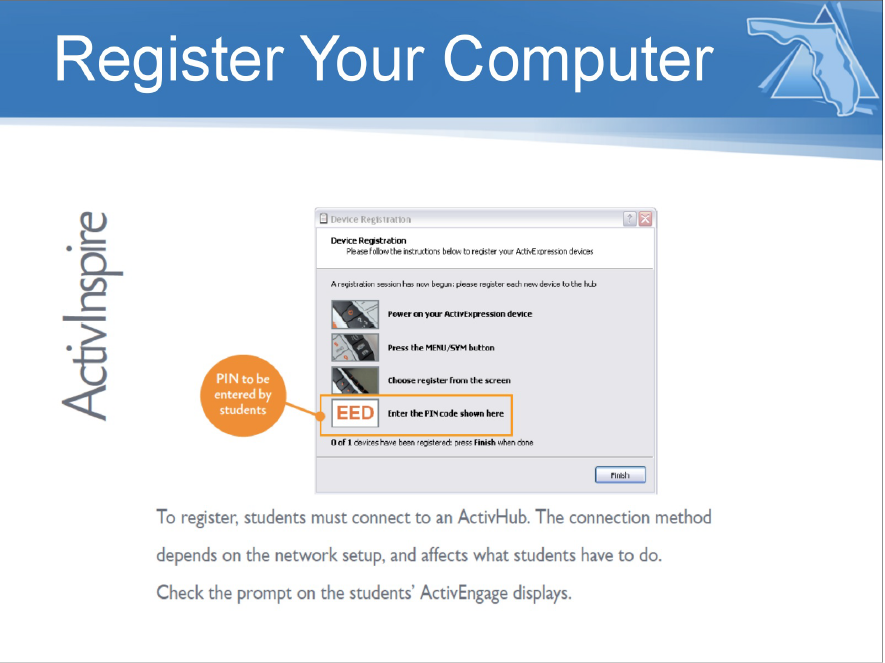 Register Your Computer
ActivInspire
Device Registration
Device Registration
Please follow the instructions below to register your ActivExpression devices
A registration session has now begun: please register each new device to the hub
Power on your ActivExpression device
Press the MENU/SYM button
Choose register from the screen
PIN to be
entered by
students
EED Enter the PIN code shown here
0 of 1 devices have been registered: press Finish when done
Finish
To register, students must connect to an ActivHub. The connection method
depends on the network setup, and affects what students have to do.
Check the prompt on the students’ ActivEngage displays.